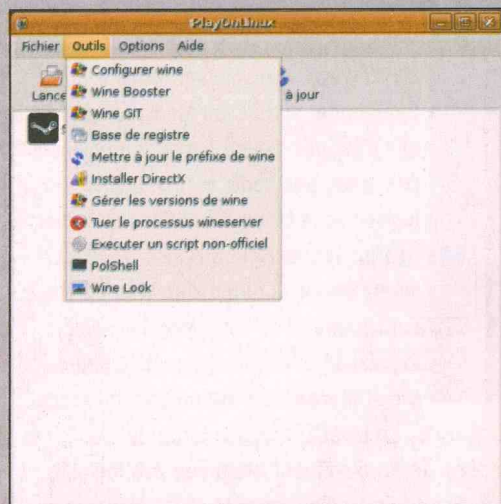 PlayOnLinux
Fichier Outils Options Aide
Configurer wine
Wine Booster
Wine GIT
Base de registre
Mettre à jour le préfixe de wine
Installer DirectX
Gérer les versions de wine
Tuer le processus wineserver
Executer un script non-officiel
PolShell
Wine Look
Lance
à jour